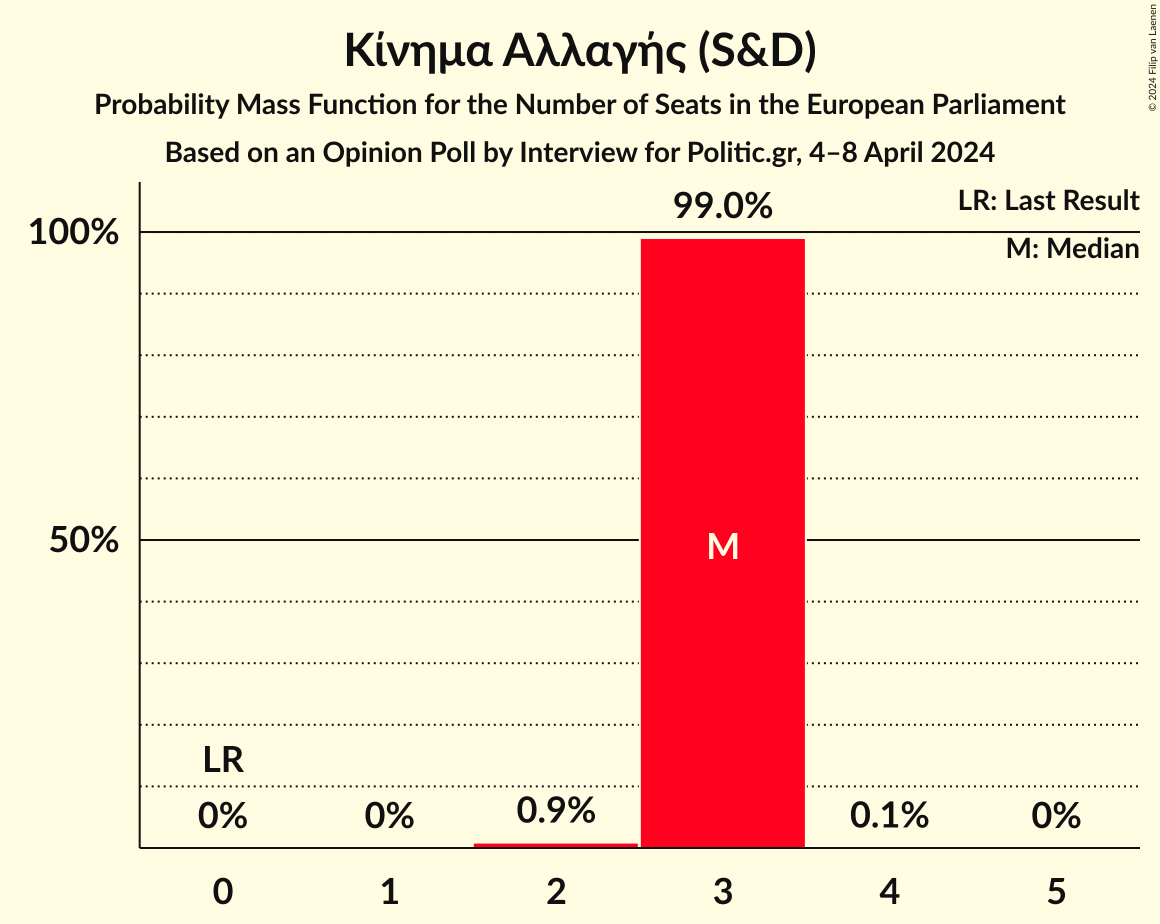 Κίνημα Αλλαγής (S&D)
Probability Mass Function for the Number of Seats in the European Parliament
Based on an Opinion Poll by Interview for Politic.gr, 4–8 April 2024
© 2024 Filip van Laenen
LR: Last Result
M: Median
99.0%
100%
50%
M
LR
0% 0% 0.9% 0.1% 0%
0 1 2 3 4 5